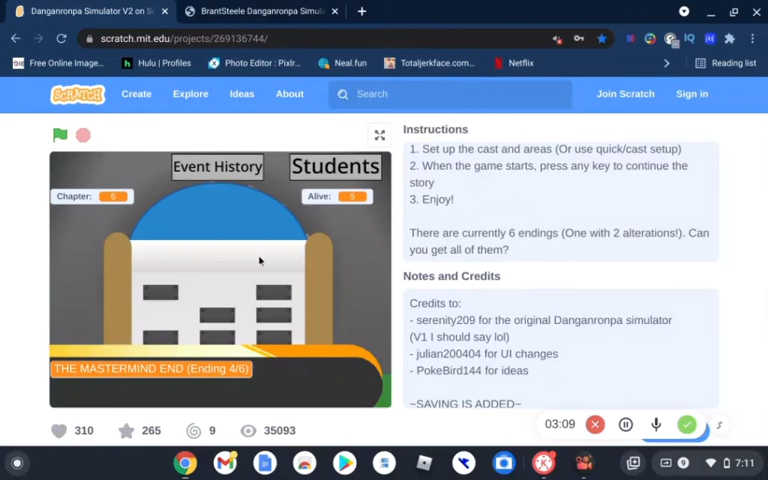 Danganronpa Simulator V2 on S
BrantSteele Danganronpa Simula
scratch.mit.edu/projects/269136744/
Free Online Image...
Hulu | Profiles
Photo Editor : Pixlr...
Neal.fun
Totaljerkface.com...
Netflix
Reading list
SCRATCH
Create
Explore
Ideas
About
Search
Join Scratch
Sign in
Event History
Students
Chapter: 6
Alive: 5
THE MASTERMIND END (Ending 4/6)
Instructions
1. Set up the cast and areas (Or use quick/cast setup)
2. When the game starts, press any key to continue the
story
3. Enjoy!
There are currently 6 endings (One with 2 alterations!). Can
you get all of them?
Notes and Credits
Credits to:
- serenity209 for the original Danganronpa simulator
(V1 I should say lol)
- julian200404 for UI changes
- PokeBird144 for ideas
~SAVING IS ADDED~
310
265
9
35093
03:09
9
7:11